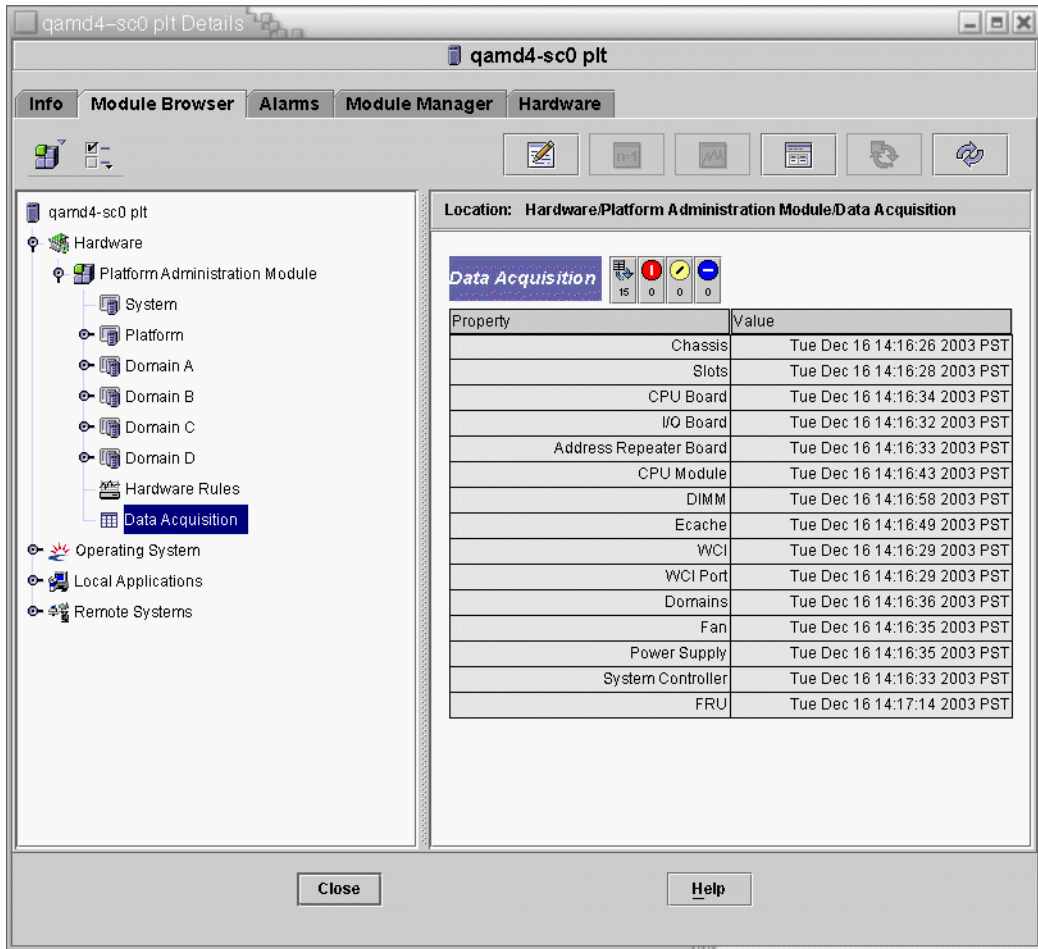 qamd4–sc0 plt Details
qamd4-sc0 plt
Info Module Browser Alarms Module Manager Hardware
n=1
qamd4-sc0 plt
Hardware
Platform Administration Module
System
Platform
Domain A
Domain B
Domain C
Domain D
Hardware Rules
Data Acquisition
Operating System
Local Applications
Remote Systems
Location: Hardware/Platform Administration Module/Data Acquisition
Data Acquisition 15 0 0 0
Property Value
Chassis Tue Dec 16 14:16:26 2003 PST
Slots Tue Dec 16 14:16:28 2003 PST
CPU Board Tue Dec 16 14:16:34 2003 PST
I/O Board Tue Dec 16 14:16:32 2003 PST
Address Repeater Board Tue Dec 16 14:16:33 2003 PST
CPU Module Tue Dec 16 14:16:43 2003 PST
DIMM Tue Dec 16 14:16:58 2003 PST
Ecache Tue Dec 16 14:16:49 2003 PST
WCI Tue Dec 16 14:16:29 2003 PST
WCI Port Tue Dec 16 14:16:29 2003 PST
Domains Tue Dec 16 14:16:36 2003 PST
Fan Tue Dec 16 14:16:35 2003 PST
Power Supply Tue Dec 16 14:16:35 2003 PST
System Controller Tue Dec 16 14:16:33 2003 PST
FRU Tue Dec 16 14:17:14 2003 PST
Close Help